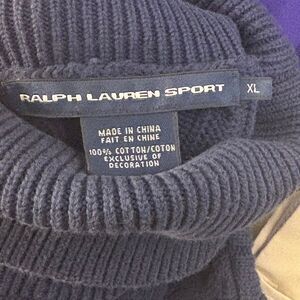 RALPH LAUREN SPORT XL
MADE IN CHINA
FAIT EN CHINE
100% COTTON/COTON
EXCLUSIVE OF
DECORATION